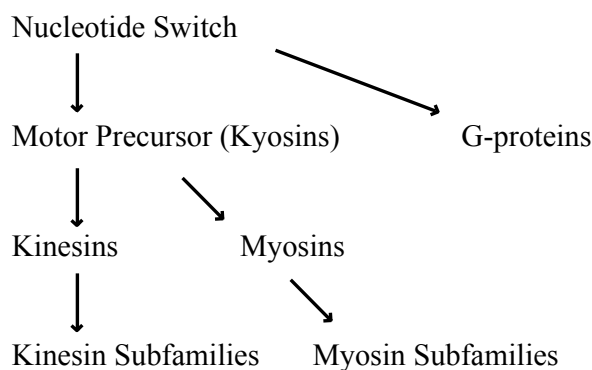 Nucleotide Switch
Motor Precursor (Kyosins) G-proteins
Kinesins Myosins
Kinesin Subfamilies Myosin Subfamilies